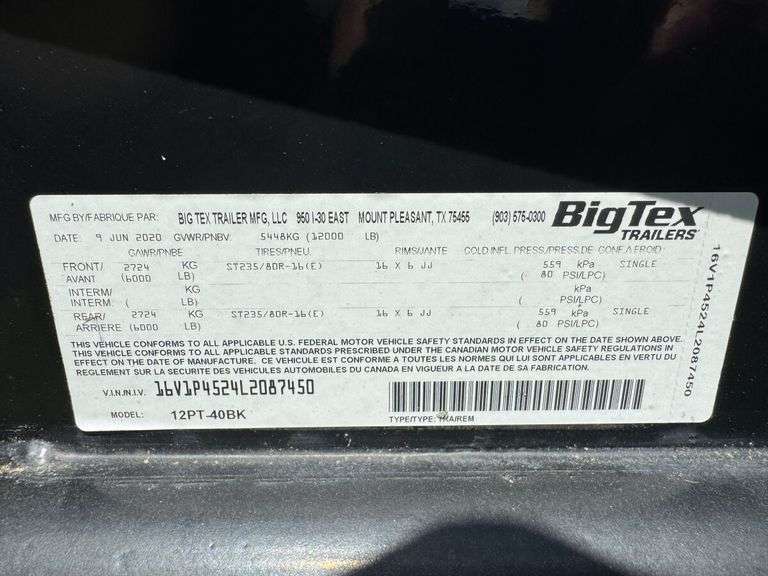 MFG BY/FABRIQUE PAR: BIG TEX TRAILER MFG, LLC 950 I-30 EAST MOUNT PLEASANT, TX 75455 (903) 575-0300 BigTex
TRAILERS
DATE: 9 JUN 2020 GVWR/PNBV: 5448KG (12000 LB)
GAWR/PNBE TIRES/PNEU RIMS/JANTE COLD INFL.PRESS/PRESS.DE
FRONT/ 2724 KG ST235/80R-16(E) 16 X 6 JJ 559 kPa SINGLE
AVANT (6000 LB) ( 80 PSI/LPC)
INTERM/ KG kPa
INTERM ( LB) ( PSI/LPC)
REAR/ 2724 KG ST235/80R-16(E) 16 X 6 JJ 559 kPa SINGLE
ARRIERE (6000 LB) ( 80 PSI/LPC)
THIS VEHICLE CONFORMS TO ALL APPLICABLE U.S. FEDERAL MOTOR VEHICLE SAFETY STANDARDS IN EFFECT ON THE
DATE OF MANUFACTURE. THIS VEHICLE CONFORMS TO ALL APPLICABLE STANDARDS PRESCRIBED UNDER THE CANADIAN MOTOR VEHICLE SAFETY REGULATIONS IN
EFFECT ON THE DATE OF MANUFACTURE. CE VEHICULE EST CONFORME A TOUTES LES NORMES QUI LUI SONT APPLICABLES EN VERTU DU
REGLEMENT SUR LA SECURITE DES VEHICULES AUTOMOBILES DU CANADA EN VIGUEUR A LA DATE DE SA FABRICATION
V.I.N./N.I.V. 16V1P4524L2087450
MODEL: 12PT-40BK TYPE/TYPE: TRA/REM
16V1P4524L2087450